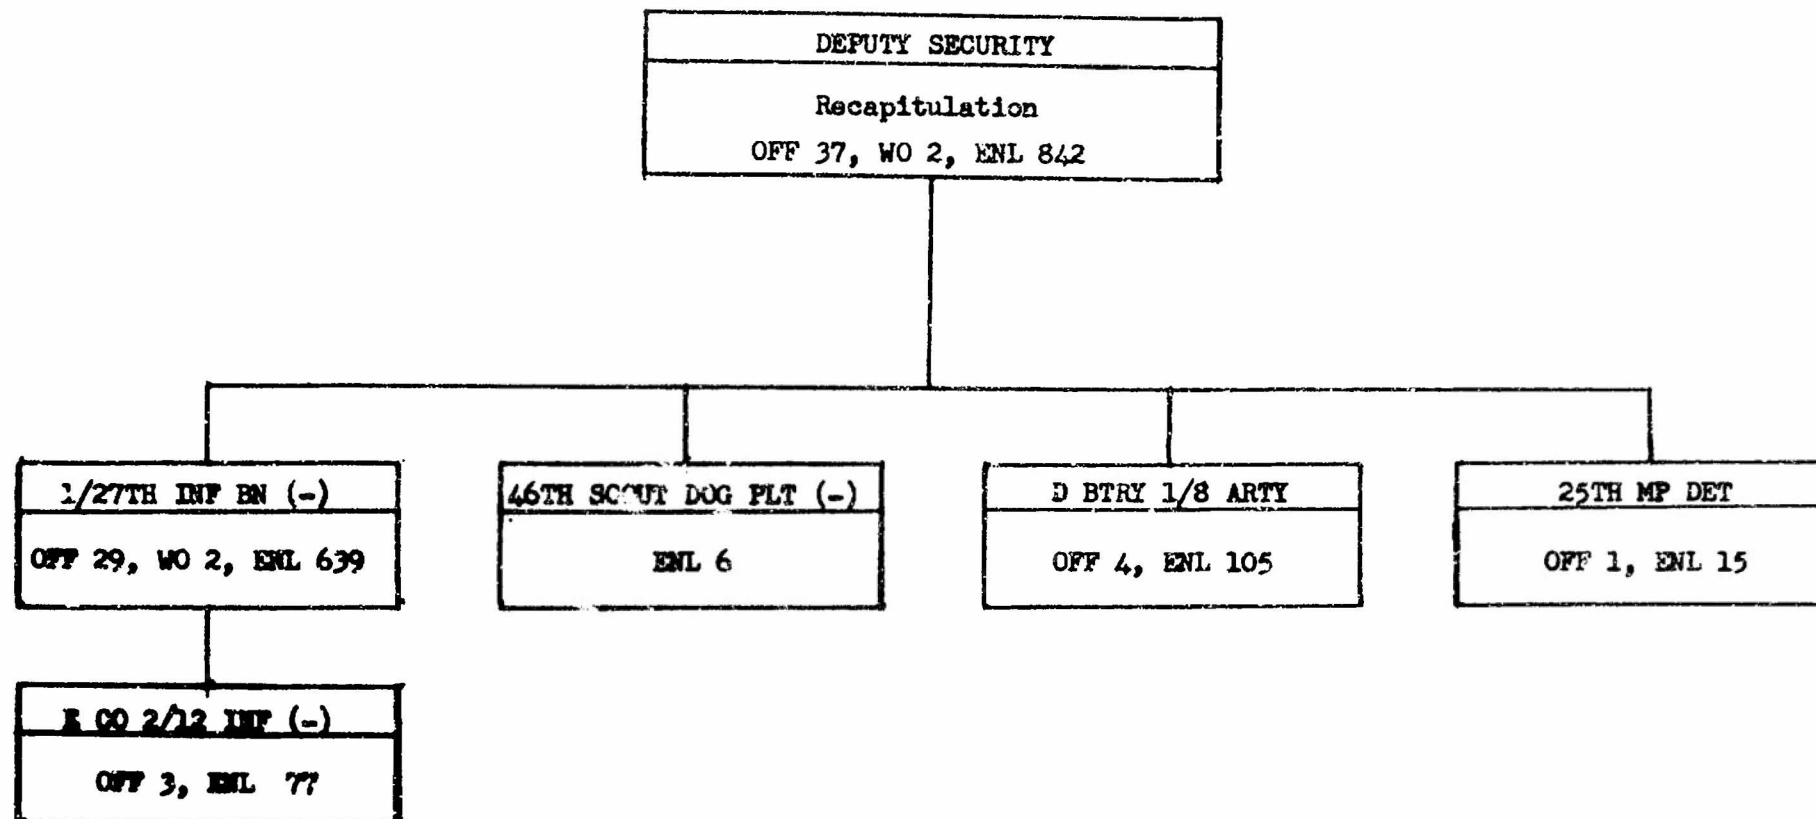 DEPUTY SECURITY
Recapitulation
OFF 37, WO 2, ENL 842
1/27TH INF BN (-)
OFF 29, WO 2, ENL 639
46TH SCOUT DOG PLT (-)
ENL 6
D BTRY 1/8 ARTY
OFF 4, ENL 105
25TH MP DET
OFF 1, ENL 15
E CO 2/12 INF (-)
OFF 3, ENL 77